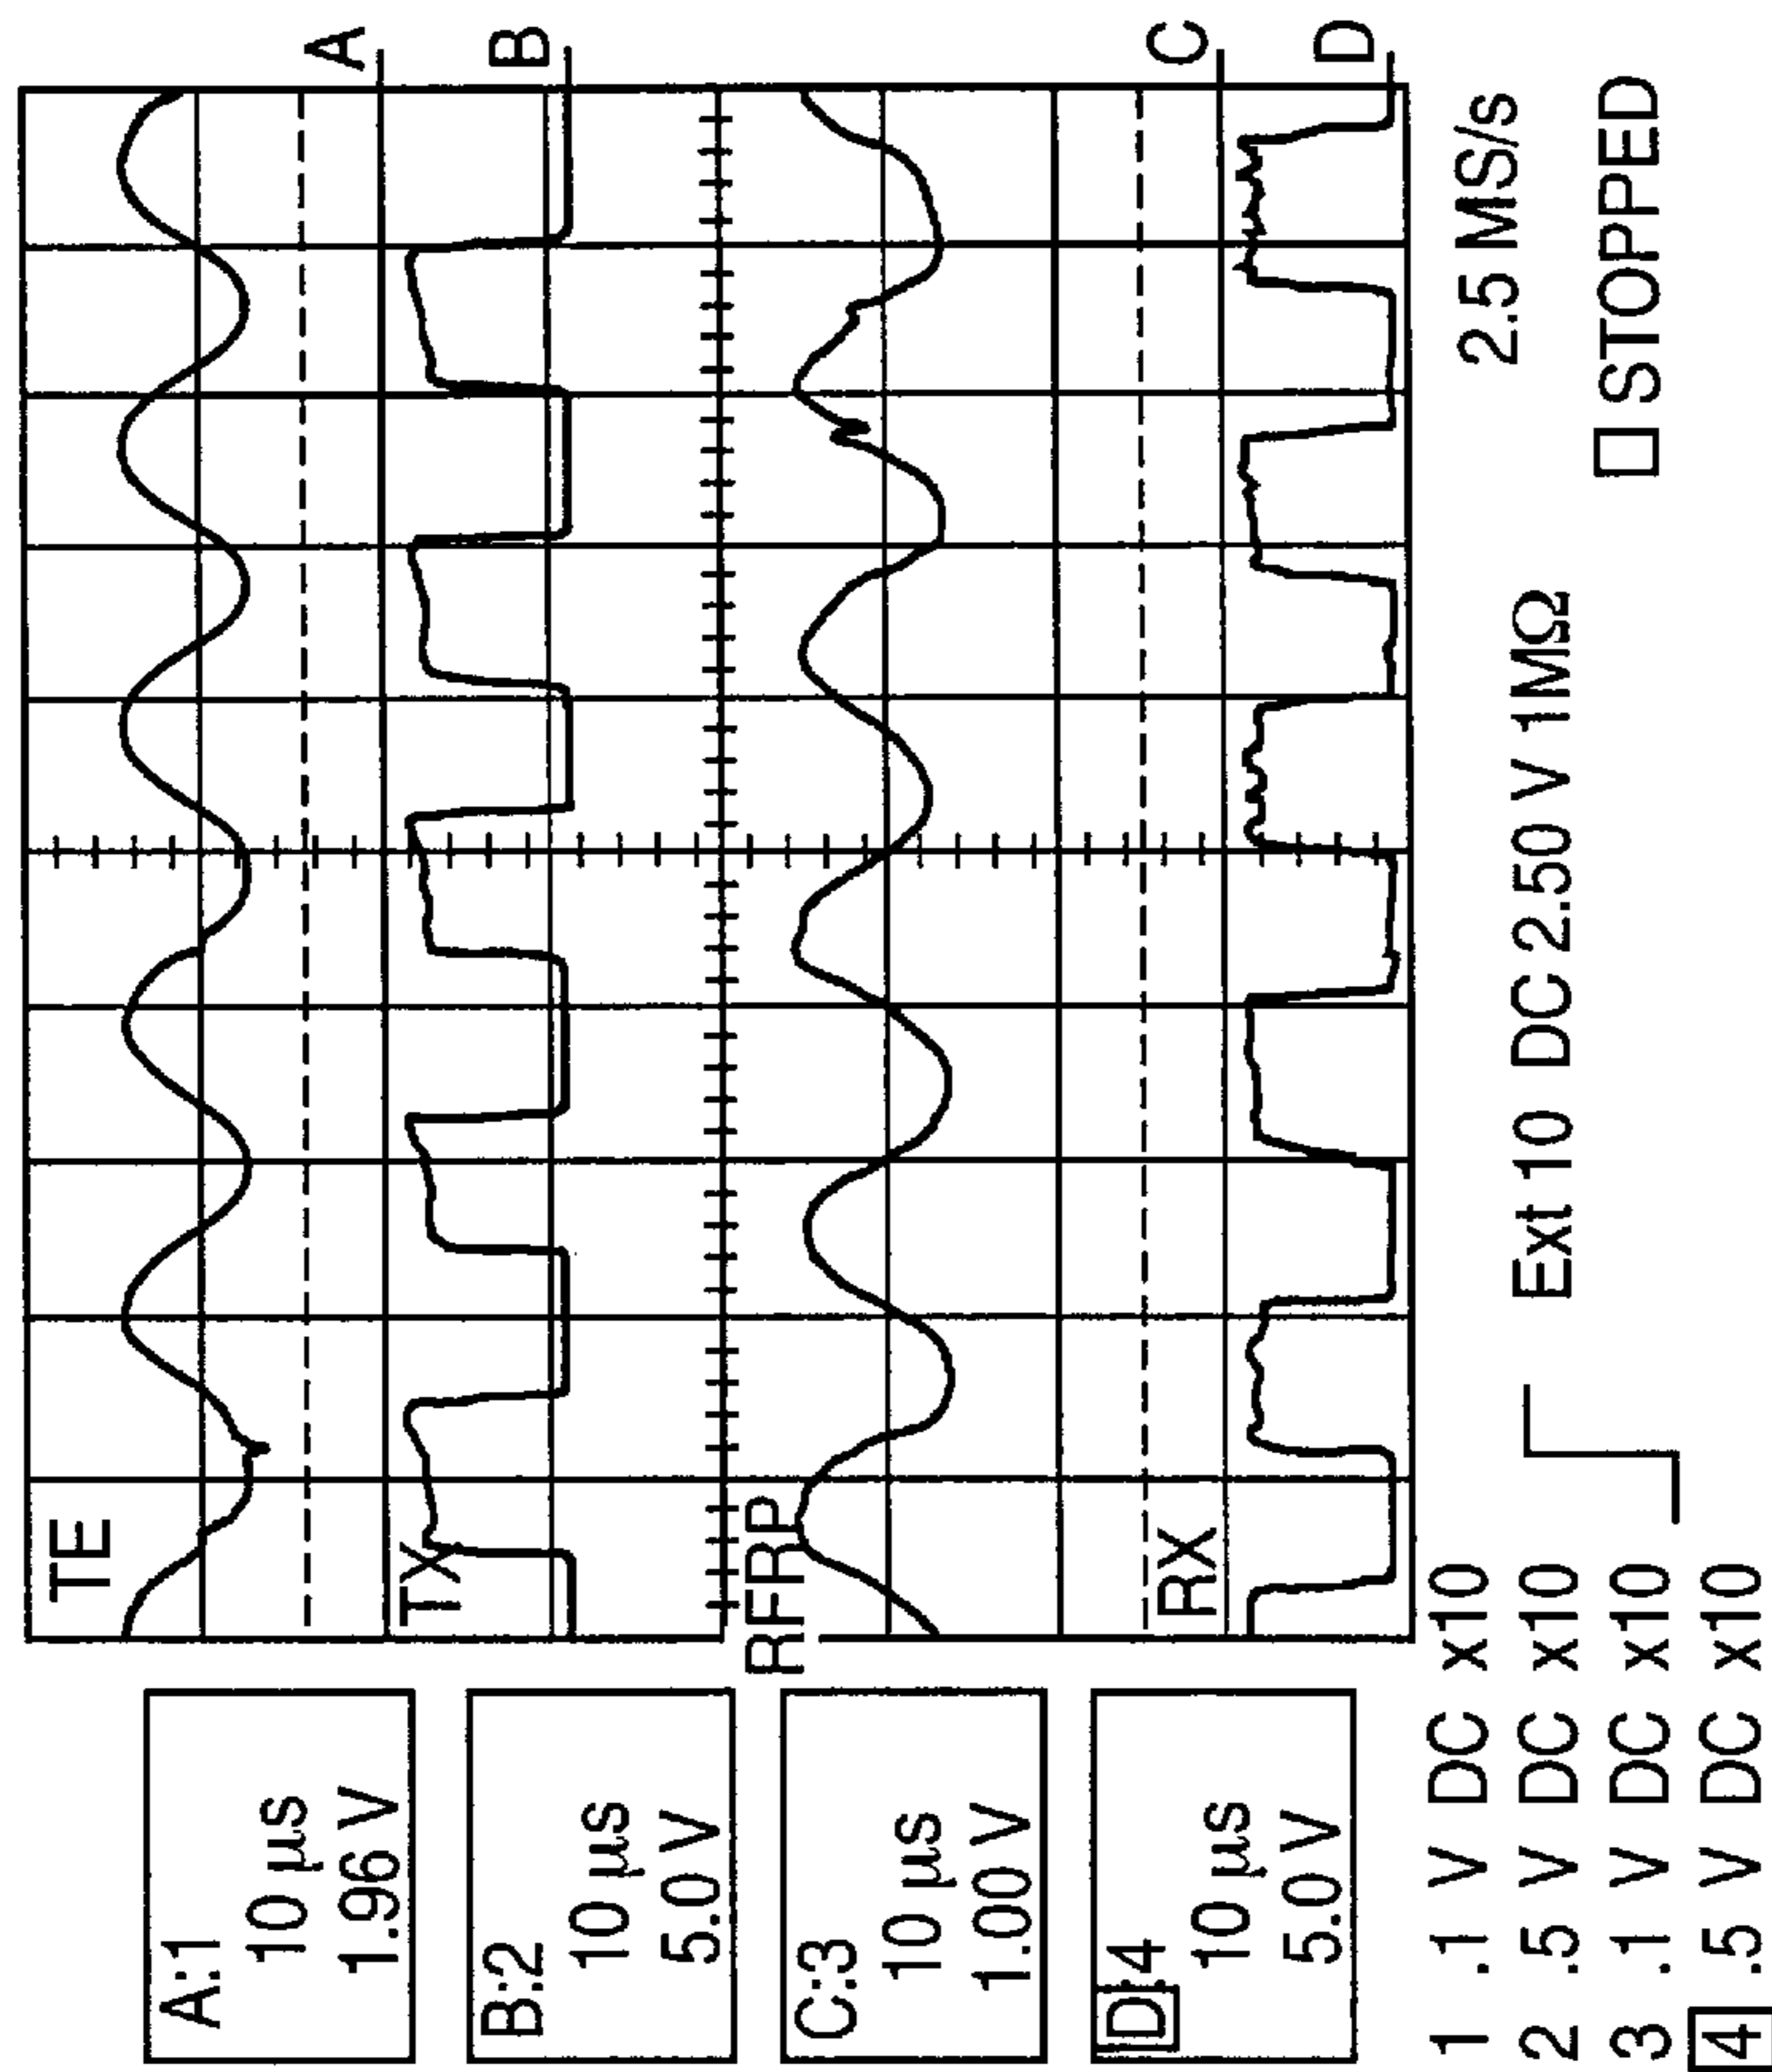 A:1
10 μs
1.96 V
B:2
10 μs
5.0 V
C:3
10 μs
1.00 V
D:4
10 μs
5.0 V
TE
TX
RFRP
RX
A
B
C
D
1 .1 V DC x10
2 .5 V DC x10
3 .1 V DC x10
4 .5 V DC x10
Ext 10 DC 2.50 V 1MΩ
2.5 MS/s
STOPPED